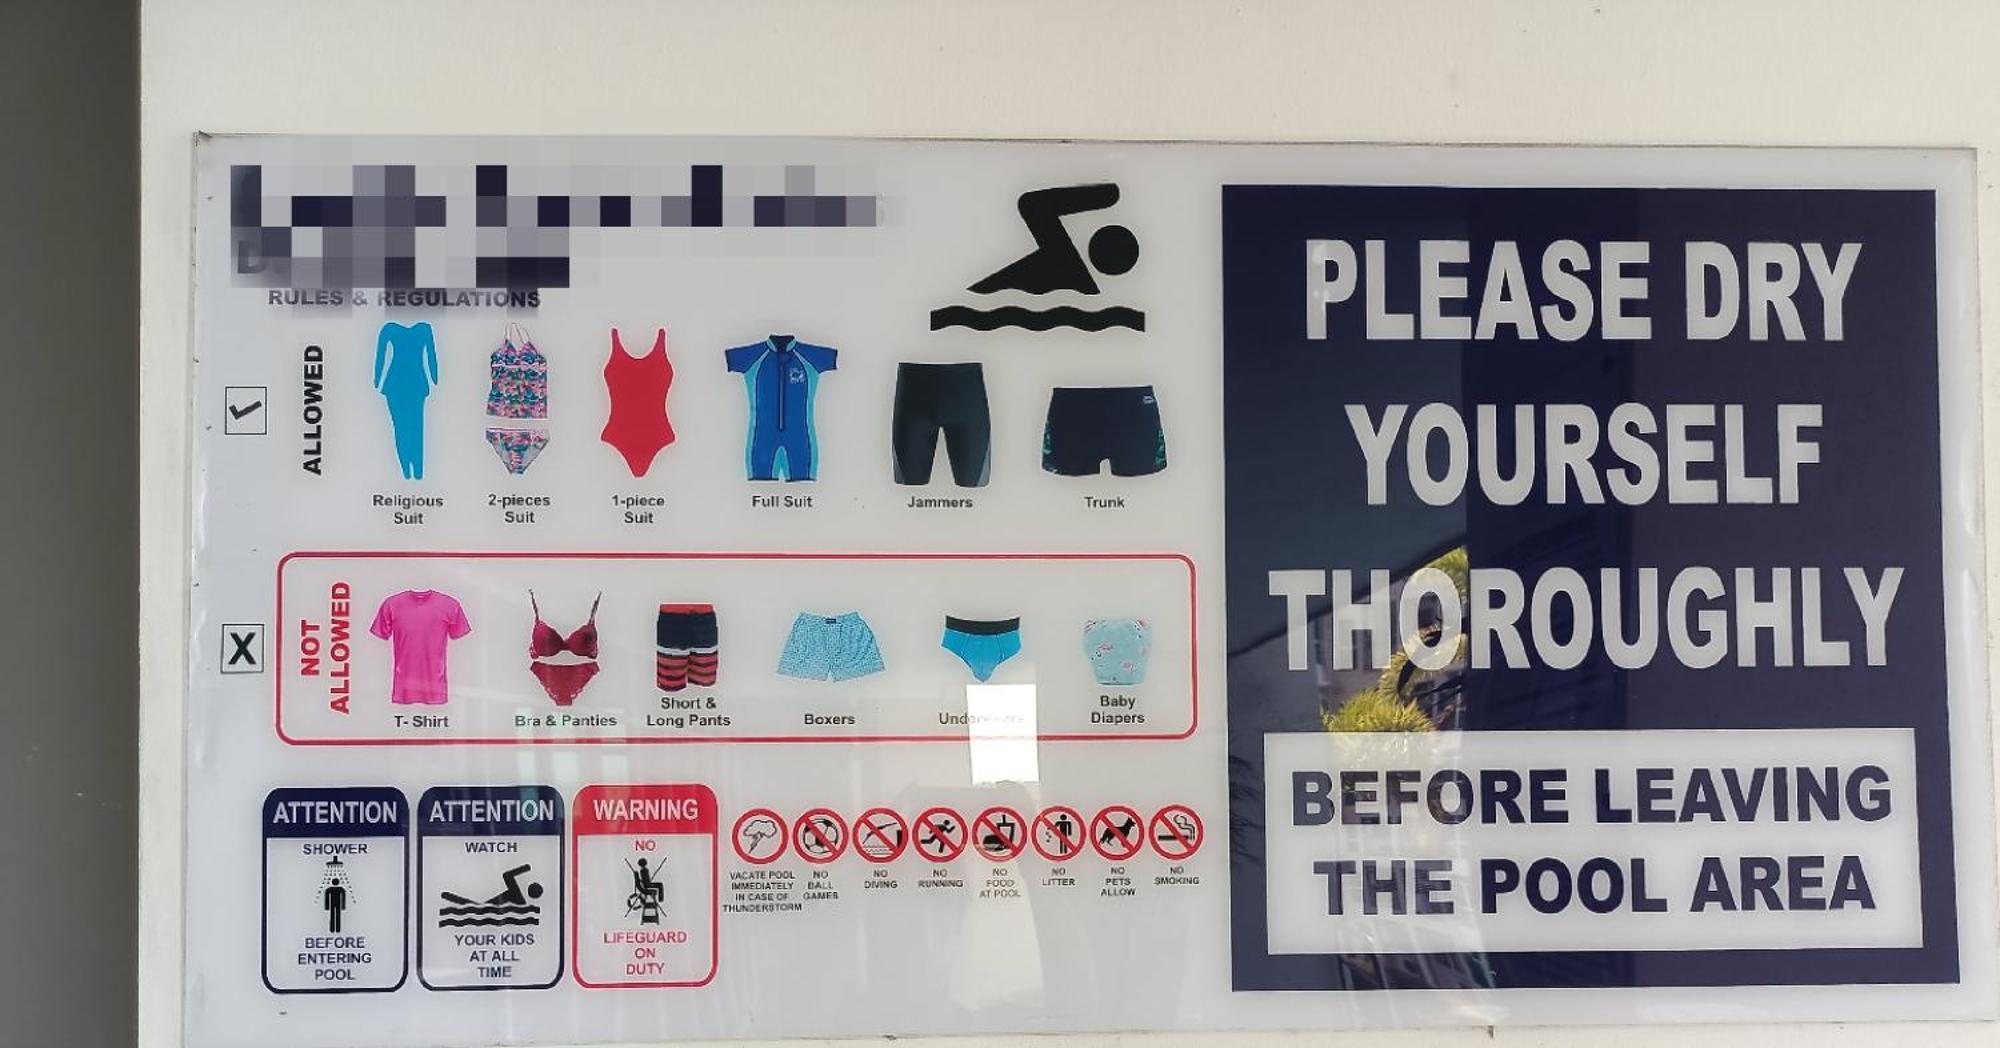 RULES & REGULATIONS
ALLOWED
Religious
Suit
2-pieces
Suit
1-piece
Suit
Full Suit
Jammers
Trunk
X
NOT
ALLOWED
T- Shirt
Bra & Panties
Short &
Long Pants
Boxers
Baby
Diapers
ATTENTION
SHOWER
BEFORE
ENTERING
POOL
ATTENTION
WATCH
YOUR KIDS
AT ALL
TIME
WARNING
NO
LIFEGUARD
ON
DUTY
VACATE POOL
IMMEDIATELY
IN CASE OF
THUNDERSTORM
NO
BALL
GAMES
NO
DIVING
NO
RUNNING
NO
FOOD
AT POOL
NO
LITTER
NO
PETS
ALLOW
NO
SMOKING
PLEASE DRY
YOURSELF
THOROUGHLY
BEFORE LEAVING
THE POOL AREA